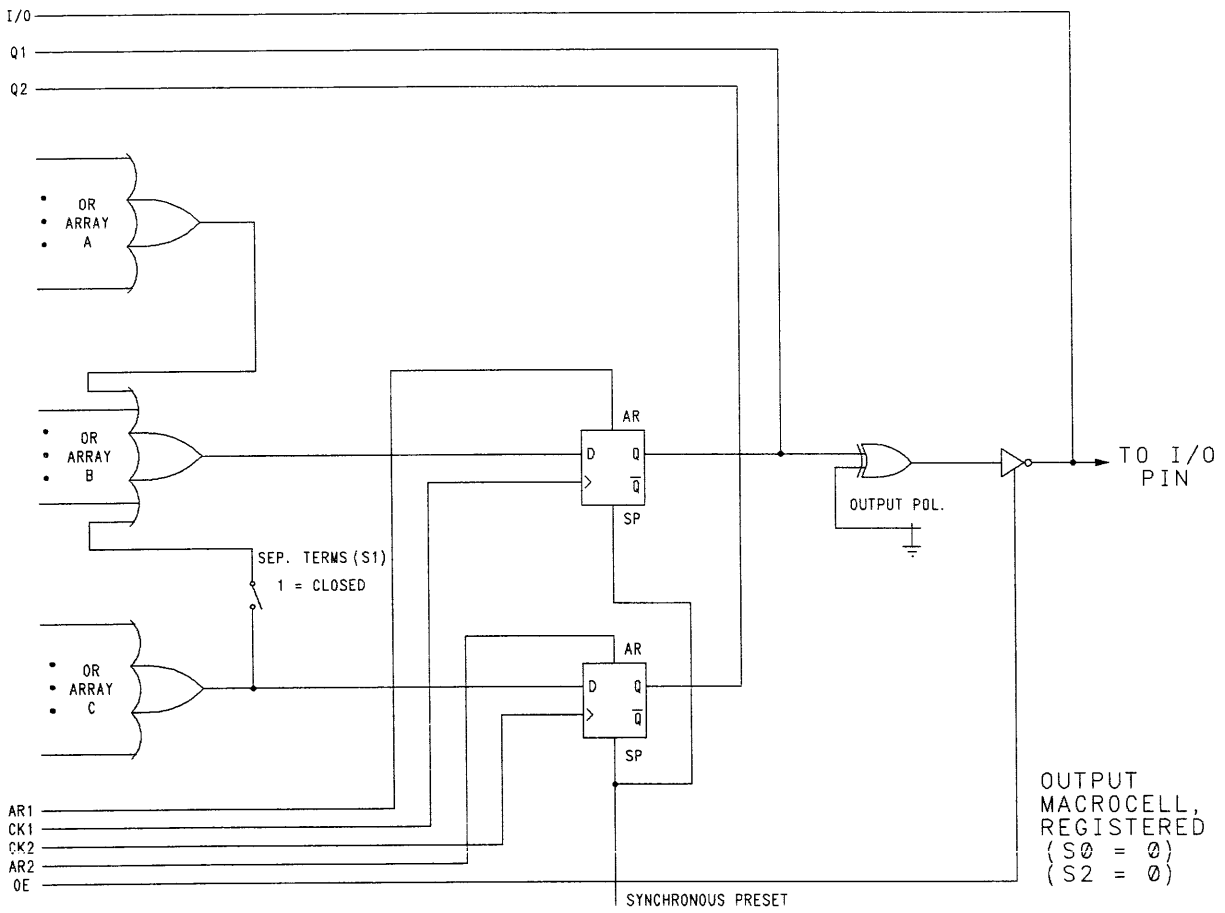 I/O
Q1
Q2
OR
ARRAY
A
AR
OR
ARRAY
B
D Q
Q̅
SP
OUTPUT POL.
TO I/O
PIN
SEP. TERMS (S1)
1 = CLOSED
OR
ARRAY
C
AR
D Q
Q̅
SP
AR1
CK1
CK2
AR2
OE
SYNCHRONOUS PRESET
OUTPUT
MACROCELL,
REGISTERED
(S0 = 0)
(S2 = 0)